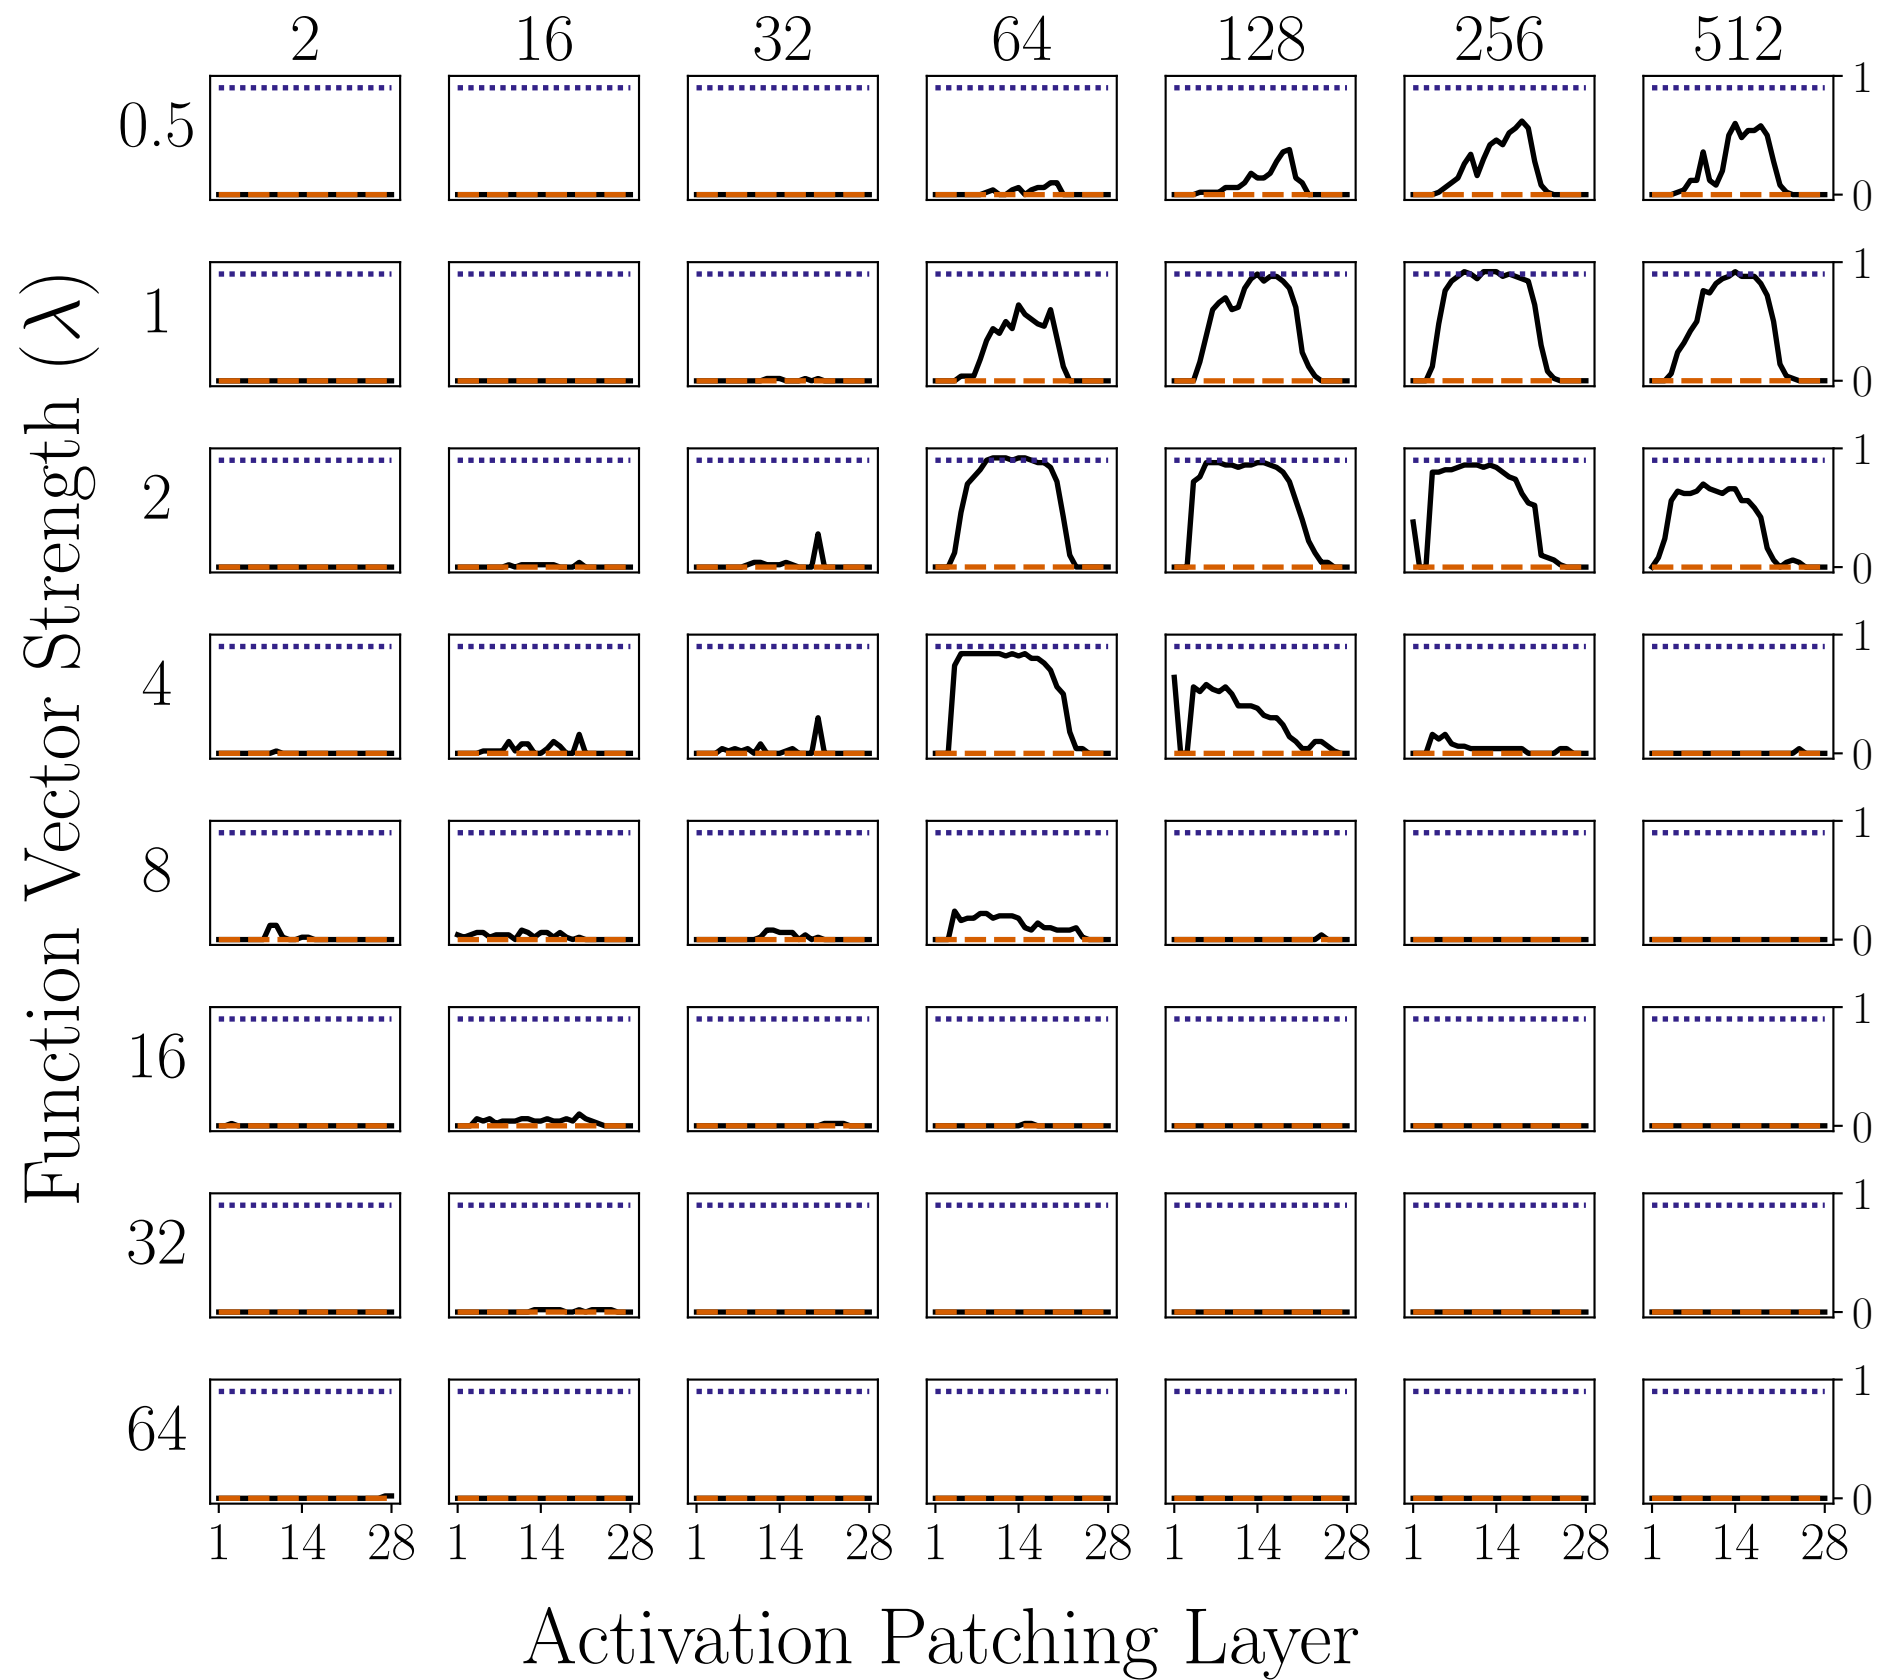 2 16 32 64 128 256 512
0.5 1 0
1 1 0
2 1 0
4 1 0
8 1 0
16 1 0
32 1 0
64 1 0
1 14 28 1 14 28 1 14 28 1 14 28 1 14 28 1 14 28 1 14 28
Function Vector Strength (λ)
Activation Patching Layer